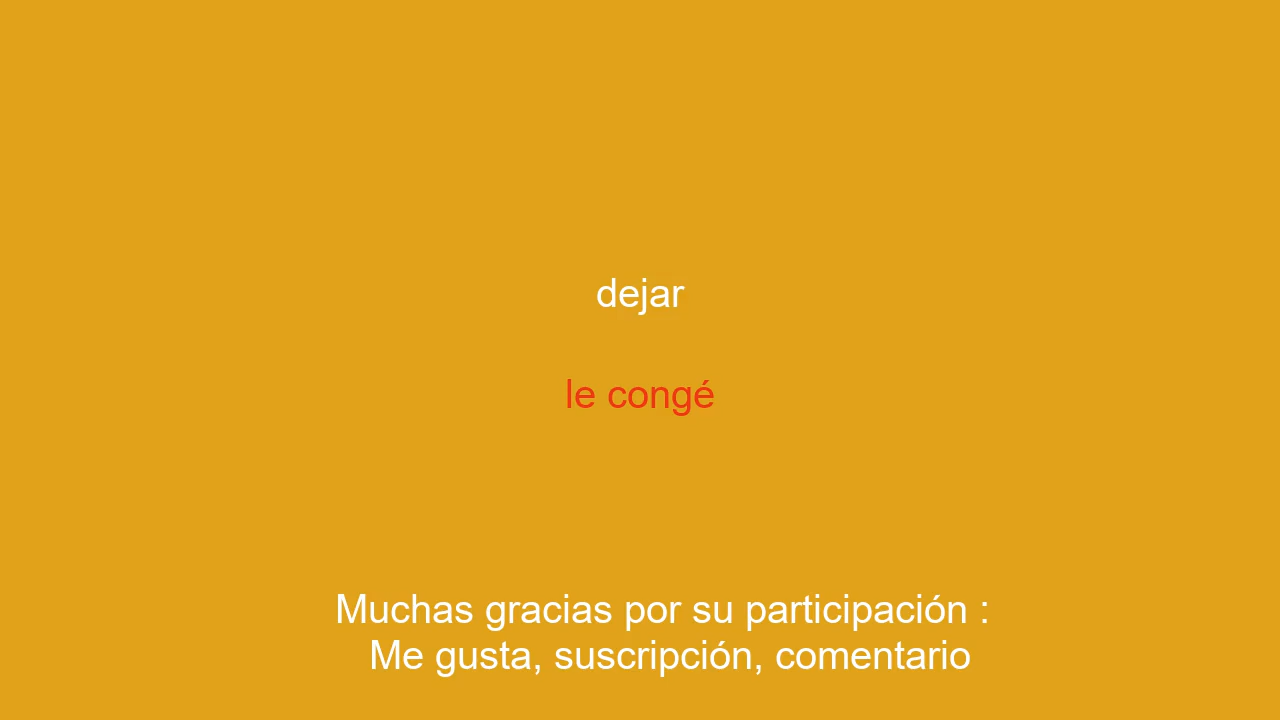 dejar
le congé
Muchas gracias por su participación :
Me gusta, suscripción, comentario